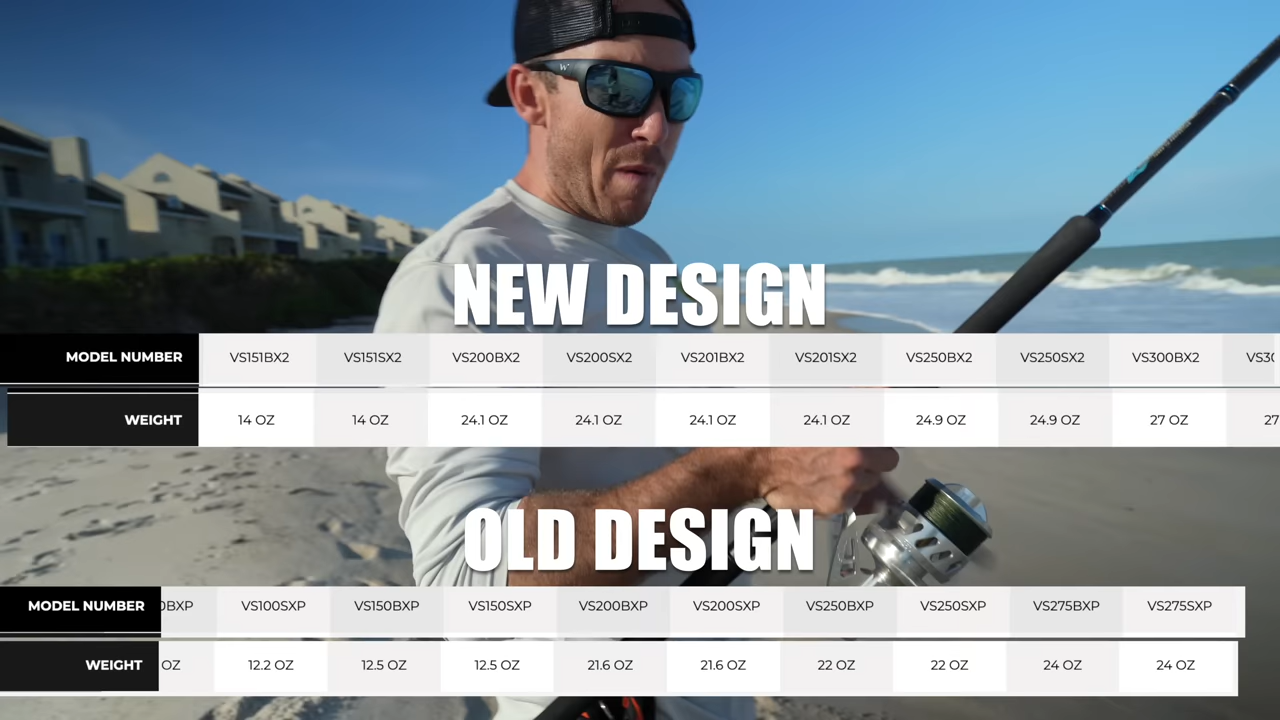 NEW DESIGN
MODEL NUMBER VS151BX2 VS151SX2 VS200BX2 VS200SX2 VS201BX2 VS201SX2 VS250BX2 VS250SX2 VS300BX2 VS30
WEIGHT 14 OZ 14 OZ 24.1 OZ 24.1 OZ 24.1 OZ 24.1 OZ 24.9 OZ 24.9 OZ 27 OZ 27
OLD DESIGN
MODEL NUMBER 0BXP VS100SXP VS150BXP VS150SXP VS200BXP VS200SXP VS250BXP VS250SXP VS275BXP VS275SXP
WEIGHT OZ 12.2 OZ 12.5 OZ 12.5 OZ 21.6 OZ 21.6 OZ 22 OZ 22 OZ 24 OZ 24 OZ